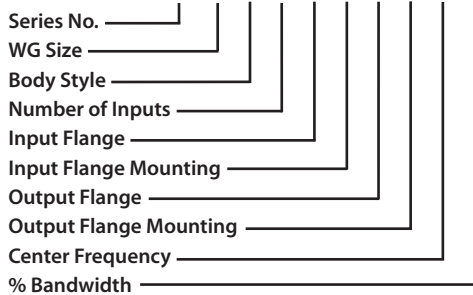 Series No.
WG Size
Body Style
Number of Inputs
Input Flange
Input Flange Mounting
Output Flange
Output Flange Mounting
Center Frequency
% Bandwidth